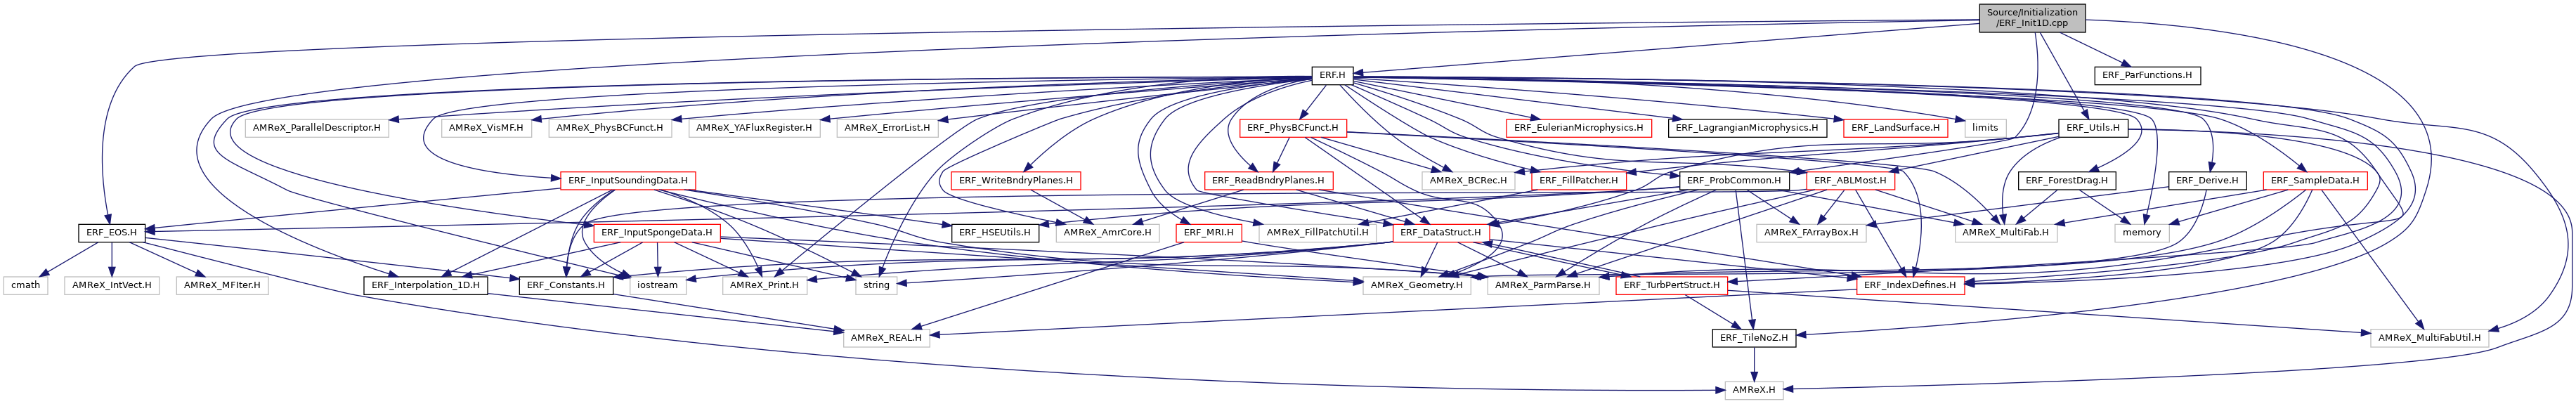 Source/Initialization
/ERF_Init1D.cpp
ERF.H
ERF_ParFunctions.H
AMReX_ParallelDescriptor.H
AMReX_VisMF.H
AMReX_PhysBCFunct.H
AMReX_YAFluxRegister.H
AMReX_ErrorList.H
ERF_PhysBCFunct.H
ERF_EulerianMicrophysics.H
ERF_LagrangianMicrophysics.H
ERF_LandSurface.H
limits
ERF_Utils.H
ERF_InputSoundingData.H
ERF_WriteBndryPlanes.H
ERF_ReadBndryPlanes.H
AMReX_BCRec.H
ERF_FillPatcher.H
ERF_ProbCommon.H
ERF_ABLMost.H
ERF_ForestDrag.H
ERF_Derive.H
ERF_SampleData.H
ERF_EOS.H
ERF_InputSpongeData.H
ERF_HSEUtils.H
AMReX_AmrCore.H
ERF_MRI.H
AMReX_FillPatchUtil.H
ERF_DataStruct.H
AMReX_FArrayBox.H
AMReX_MultiFab.H
memory
cmath
AMReX_IntVect.H
AMReX_MFIter.H
ERF_Interpolation_1D.H
ERF_Constants.H
iostream
AMReX_Print.H
string
AMReX_Geometry.H
AMReX_ParmParse.H
ERF_TurbPertStruct.H
ERF_IndexDefines.H
AMReX_REAL.H
ERF_TileNoZ.H
AMReX_MultiFabUtil.H
AMReX.H